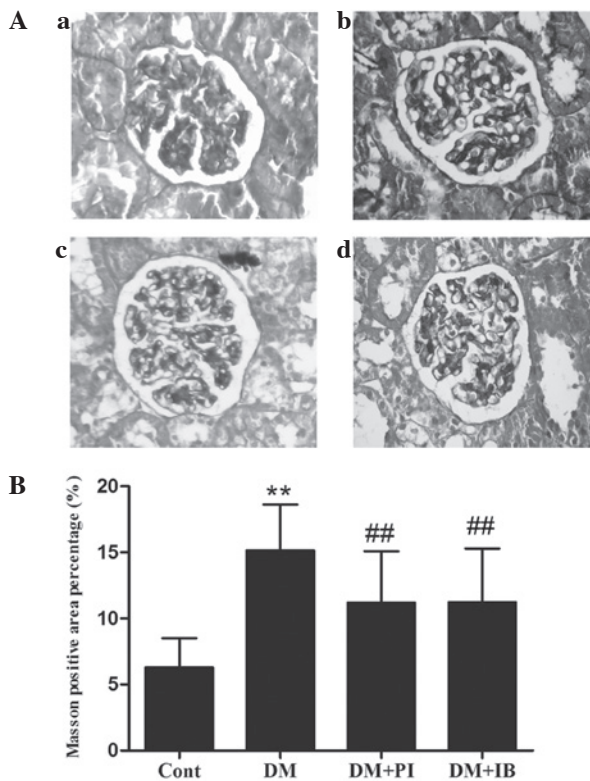 A a b
c d
B
Masson positive area percentage (%)
20
15
10
5
0
**
##
##
Cont DM DM+PI DM+IB